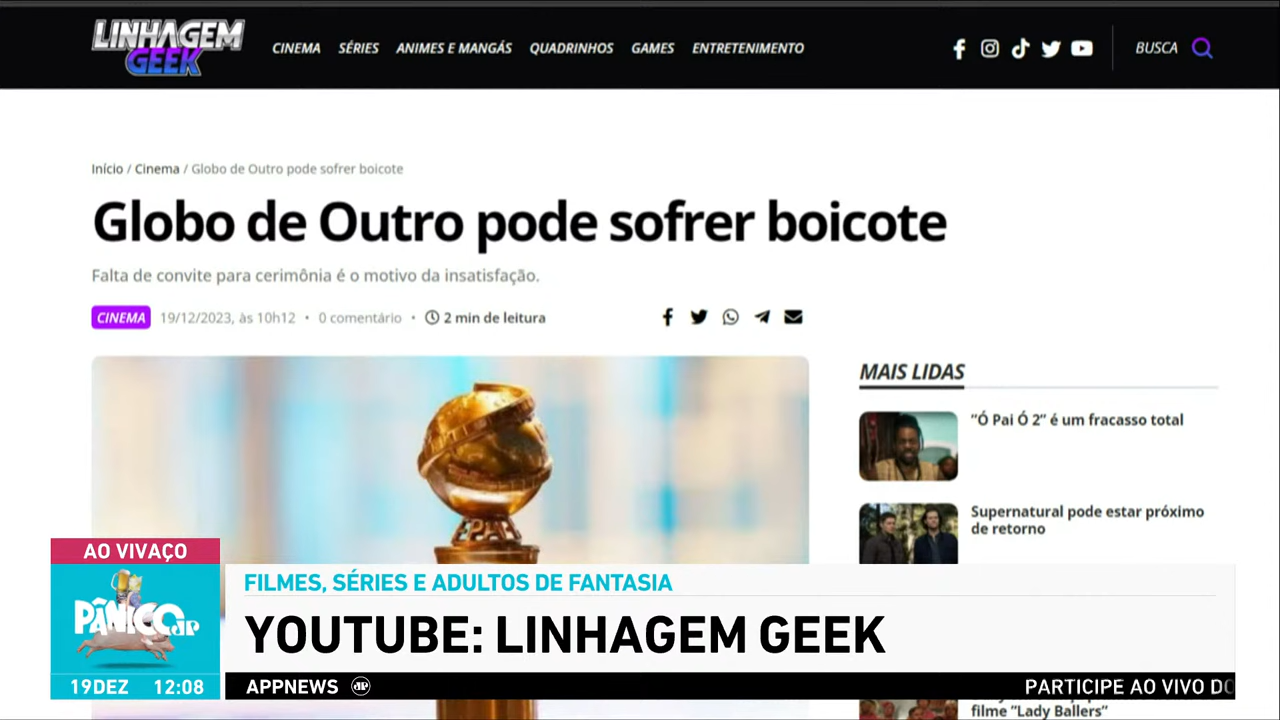 LINHAGEM
GEEK
CINEMA SÉRIES ANIMES E MANGÁS QUADRINHOS GAMES ENTRETENIMENTO
BUSCA
Início / Cinema / Globo de Outro pode sofrer boicote
Globo de Outro pode sofrer boicote
Falta de convite para cerimônia é o motivo da insatisfação.
CINEMA 19/12/2023, às 10h12 • 0 comentário • 2 min de leitura
MAIS LIDAS
“Ó Pai Ó 2” é um fracasso total
Supernatural pode estar próximo
de retorno
AO VIVAÇO
PÂNICO JP
19DEZ 12:08
FILMES, SÉRIES E ADULTOS DE FANTASIA
YOUTUBE: LINHAGEM GEEK
APPNEWS JP
PARTICIPE AO VIVO DO
filme “Lady Ballers”